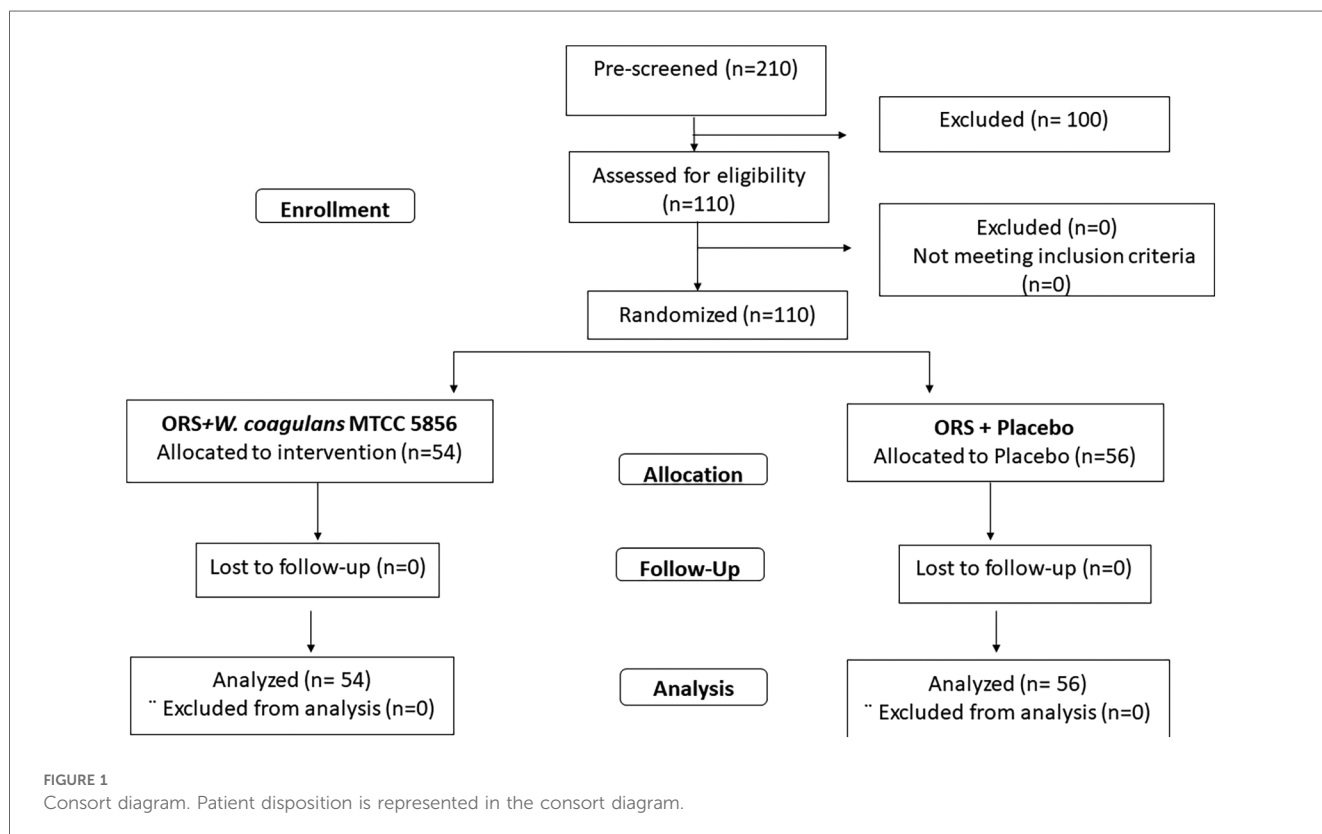 Pre-screened (n=210)
Excluded (n= 100)
Assessed for eligibility
(n=110)
Enrollment
Excluded (n=0)
Not meeting inclusion criteria
(n=0)
Randomized (n=110)
ORS+W. coagulans MTCC 5856
Allocated to intervention (n=54)
ORS + Placebo
Allocated to Placebo (n=56)
Allocation
Lost to follow-up (n=0)
Follow-Up
Lost to follow-up (n=0)
Analyzed (n= 54)
¨ Excluded from analysis (n=0)
Analysis
Analyzed (n= 56)
¨ Excluded from analysis (n=0)
FIGURE 1
Consort diagram. Patient disposition is represented in the consort diagram.